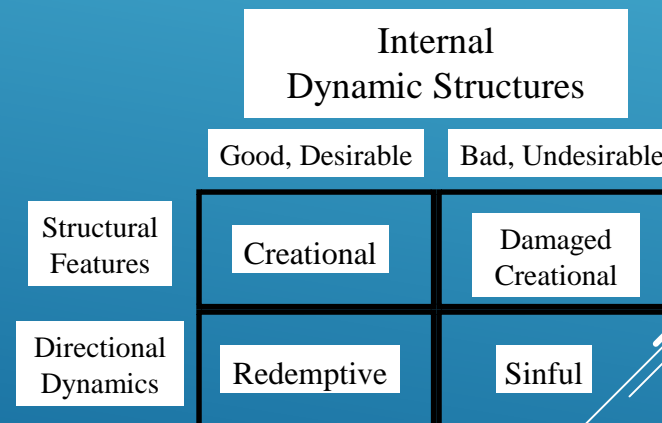 Internal
Dynamic Structures
Good, Desirable
Bad, Undesirable
Structural
Features
Creational
Damaged
Creational
Directional
Dynamics
Redemptive
Sinful